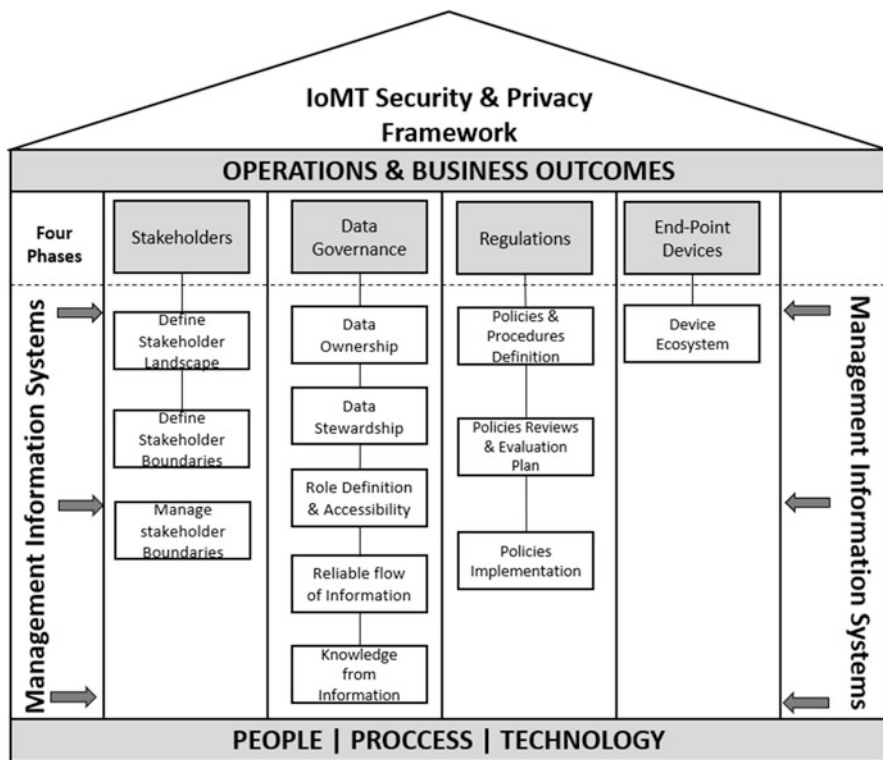 IoMT Security & Privacy
Framework
OPERATIONS & BUSINESS OUTCOMES
Four
Phases
Stakeholders
Data
Governance
Regulations
End-Point
Devices
Management Information Systems
Define
Stakeholder
Landscape
Define
Stakeholder
Boundaries
Manage
stakeholder
Boundaries
Data
Ownership
Data
Stewardship
Role Definition
& Accessibility
Reliable flow
of Information
Knowledge
from
Information
Policies &
Procedures
Definition
Policies Reviews
& Evaluation
Plan
Policies
Implementation
Device
Ecosystem
Management Information Systems
PEOPLE | PROCCESS | TECHNOLOGY